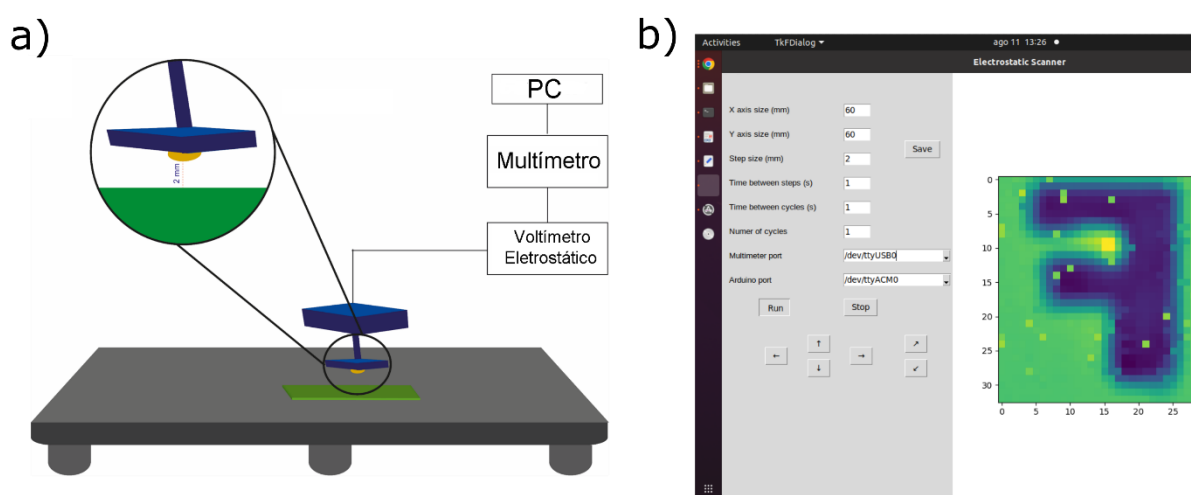 a)
PC
Multímetro
Voltímetro
Eletrostático
2 mm
b)
Activities
TkFDialog
ago 11 13:26
Electrostatic Scanner
X axis size (mm)
60
Y axis size (mm)
60
Save
Step size (mm)
2
Time between steps (s)
1
Time between cycles (s)
1
Numer of cycles
1
Multimeter port
/dev/ttyUSB0
Arduino port
/dev/ttyACM0
Run
Stop
← ↑ ↓ → ↗ ↙
0
5
10
15
20
25
30
0 5 10 15 20 25